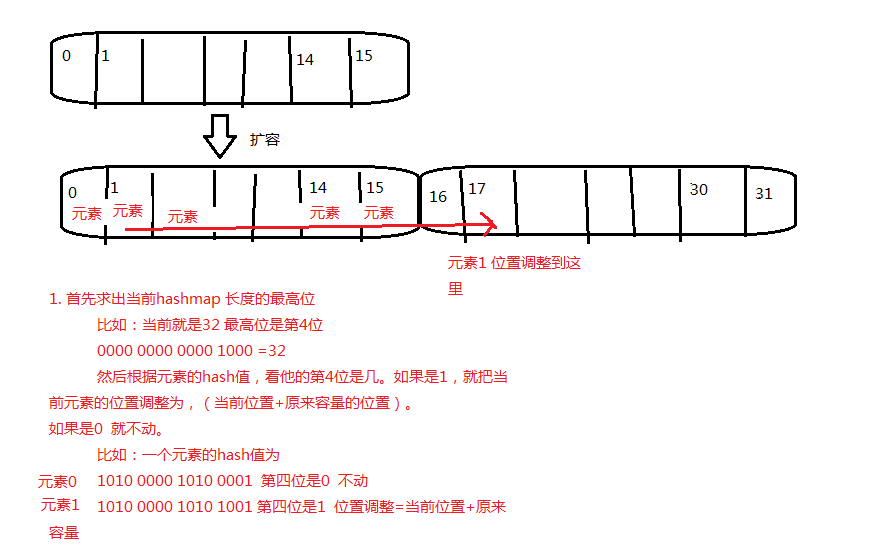 0 1 14 15
扩容
0 1 14 15 16 17 30 31
元素 元素 元素 元素 元素
元素1 位置调整到这
里
1. 首先求出当前hashmap 长度的最高位
比如：当前就是32 最高位是第4位
0000 0000 0000 1000 =32
然后根据元素的hash值，看他的第4位是几。如果是1，就把当
前元素的位置调整为，（当前位置+原来容量的位置）。
如果是0 就不动。
比如：一个元素的hash值为
元素0 1010 0000 1010 0001 第四位是0 不动
元素1 1010 0000 1010 1001 第四位是1 位置调整=当前位置+原来
容量